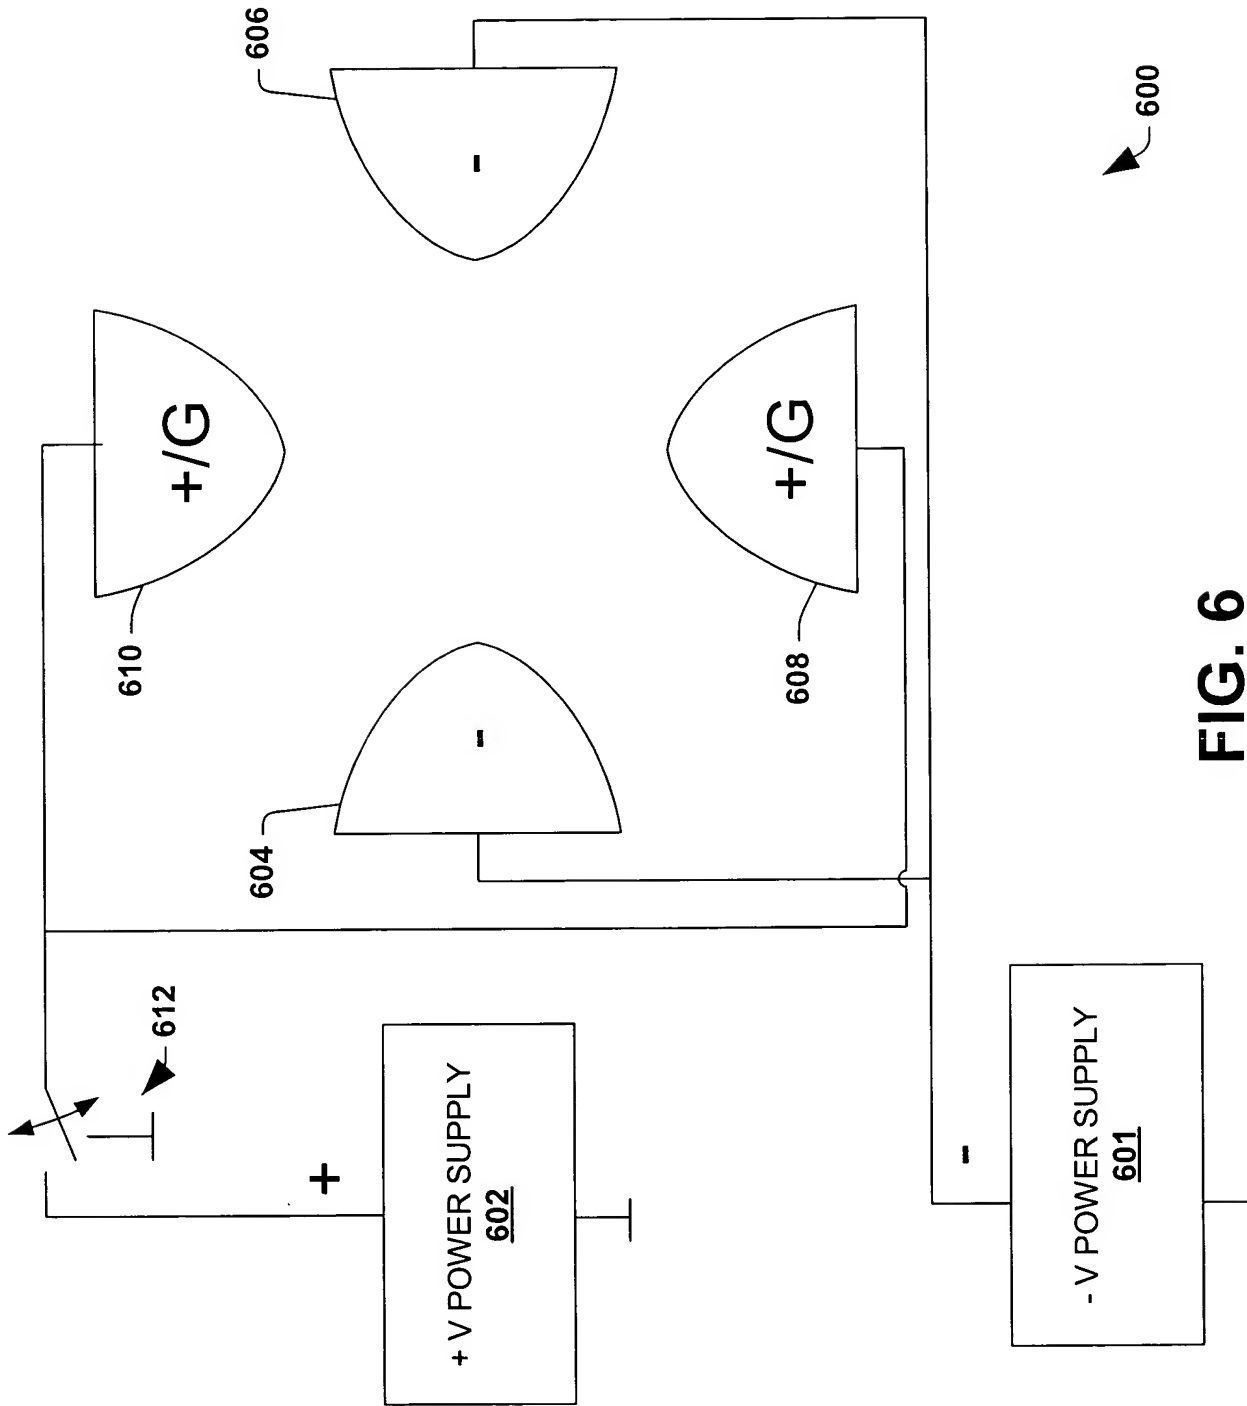 606
610
+/G
-
604
-
+/G
608
612
+
+ V POWER SUPPLY
602
-
- V POWER SUPPLY
601
600
FIG. 6